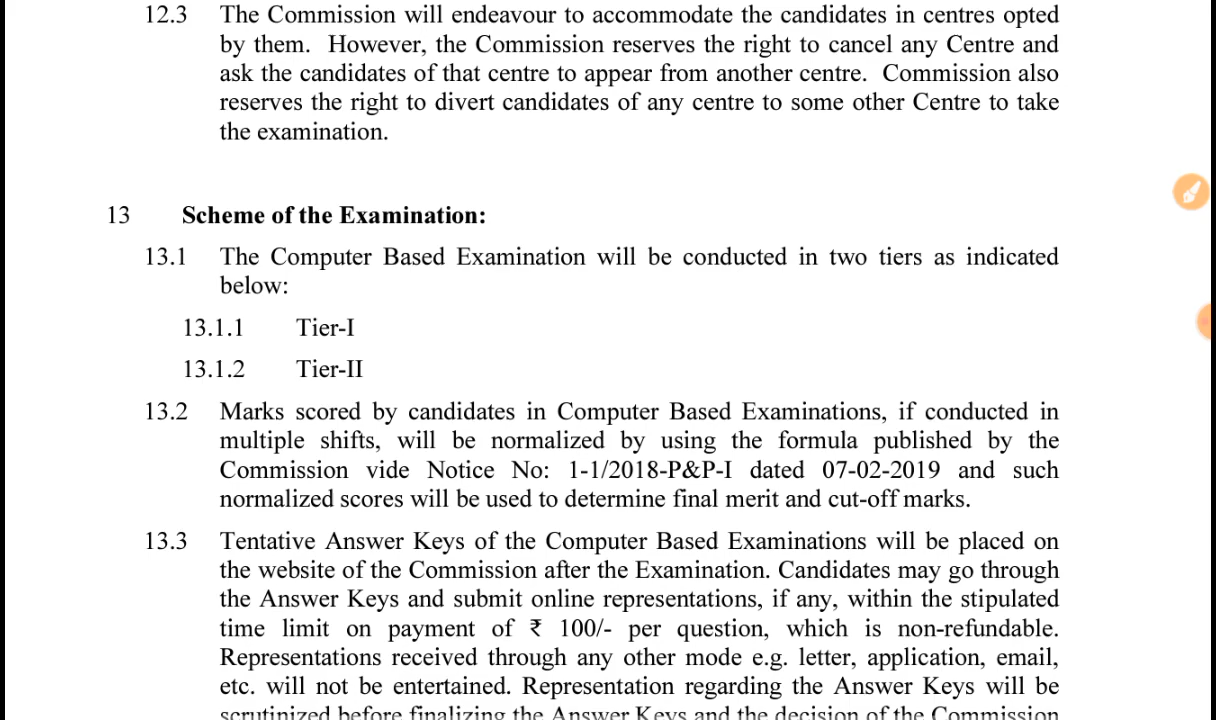 12.3 The Commission will endeavour to accommodate the candidates in centres opted
by them. However, the Commission reserves the right to cancel any Centre and
ask the candidates of that centre to appear from another centre. Commission also
reserves the right to divert candidates of any centre to some other Centre to take
the examination.
13 Scheme of the Examination:
13.1 The Computer Based Examination will be conducted in two tiers as indicated
below:
13.1.1 Tier-I
13.1.2 Tier-II
13.2 Marks scored by candidates in Computer Based Examinations, if conducted in
multiple shifts, will be normalized by using the formula published by the
Commission vide Notice No: 1-1/2018-P&P-I dated 07-02-2019 and such
normalized scores will be used to determine final merit and cut-off marks.
13.3 Tentative Answer Keys of the Computer Based Examinations will be placed on
the website of the Commission after the Examination. Candidates may go through
the Answer Keys and submit online representations, if any, within the stipulated
time limit on payment of ₹ 100/- per question, which is non-refundable.
Representations received through any other mode e.g. letter, application, email,
etc. will not be entertained. Representation regarding the Answer Keys will be
scrutinized before finalizing the Answer Keys and the decision of the Commission